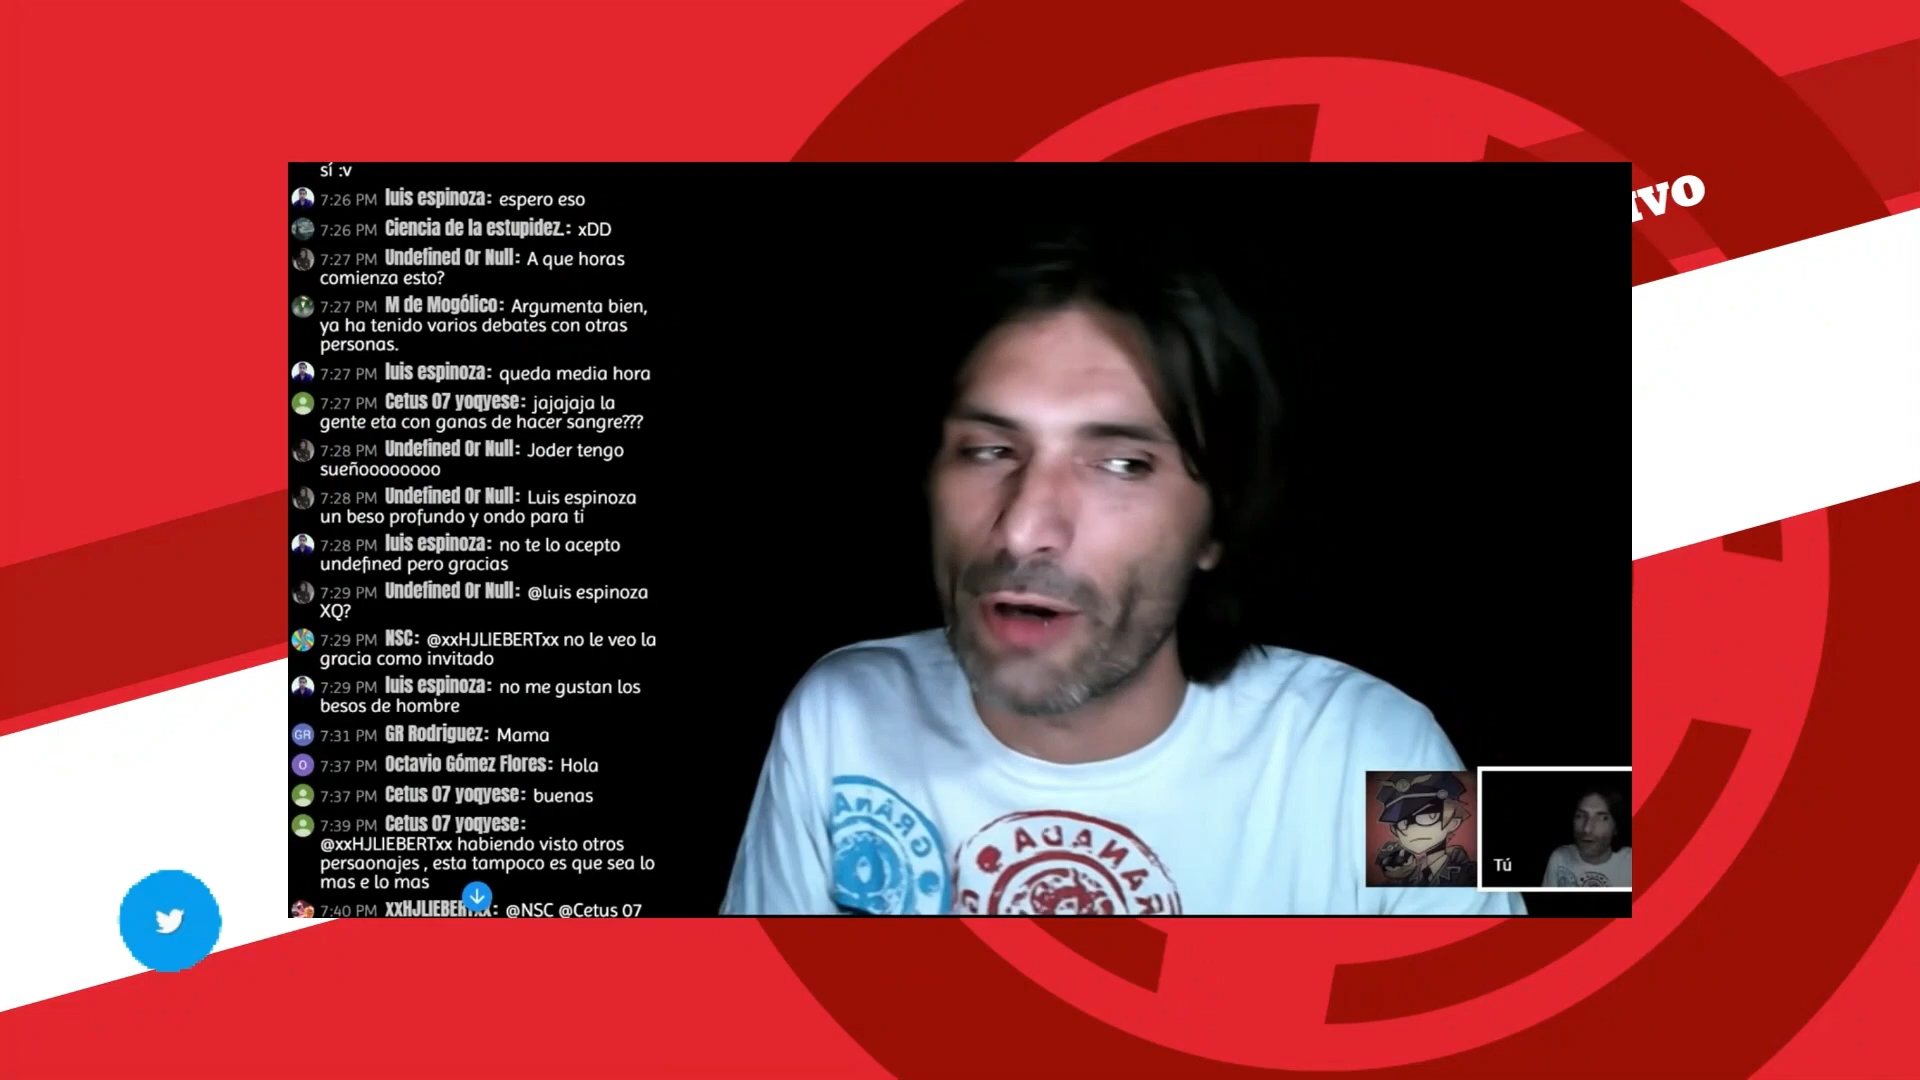 sí :v
7:26 PM luis espinoza: espero eso
7:26 PM Ciencia de la estupidez.: xDD
7:27 PM Undefined Or Null: A que horas
comienza esto?
7:27 PM M de Mogólico: Argumenta bien,
ya ha tenido varios debates con otras
personas.
7:27 PM luis espinoza: queda media hora
7:27 PM Cetus 07 yoqyese: jajajaja la
gente eta con ganas de hacer sangre???
7:28 PM Undefined Or Null: Joder tengo
sueñoooooooo
7:28 PM Undefined Or Null: Luis espinoza
un beso profundo y ondo para ti
7:28 PM luis espinoza: no te lo acepto
undefined pero gracias
7:29 PM Undefined Or Null: @luis espinoza
XQ?
7:29 PM NSC: @xxHJLIEBERTxx no le veo la
gracia como invitado
7:29 PM luis espinoza: no me gustan los
besos de hombre
GR 7:31 PM GR Rodriguez: Mama
O 7:37 PM Octavio Gómez Flores: Hola
7:37 PM Cetus 07 yoqyese: buenas
7:39 PM Cetus 07 yoqyese:
@xxHJLIEBERTxx habiendo visto otros
persaonajes , esta tampoco es que sea lo
mas e lo mas
7:40 PM xxHJLIEBERTxx: @NSC @Cetus 07
ivo
GRANADA
GRANADA
Tú